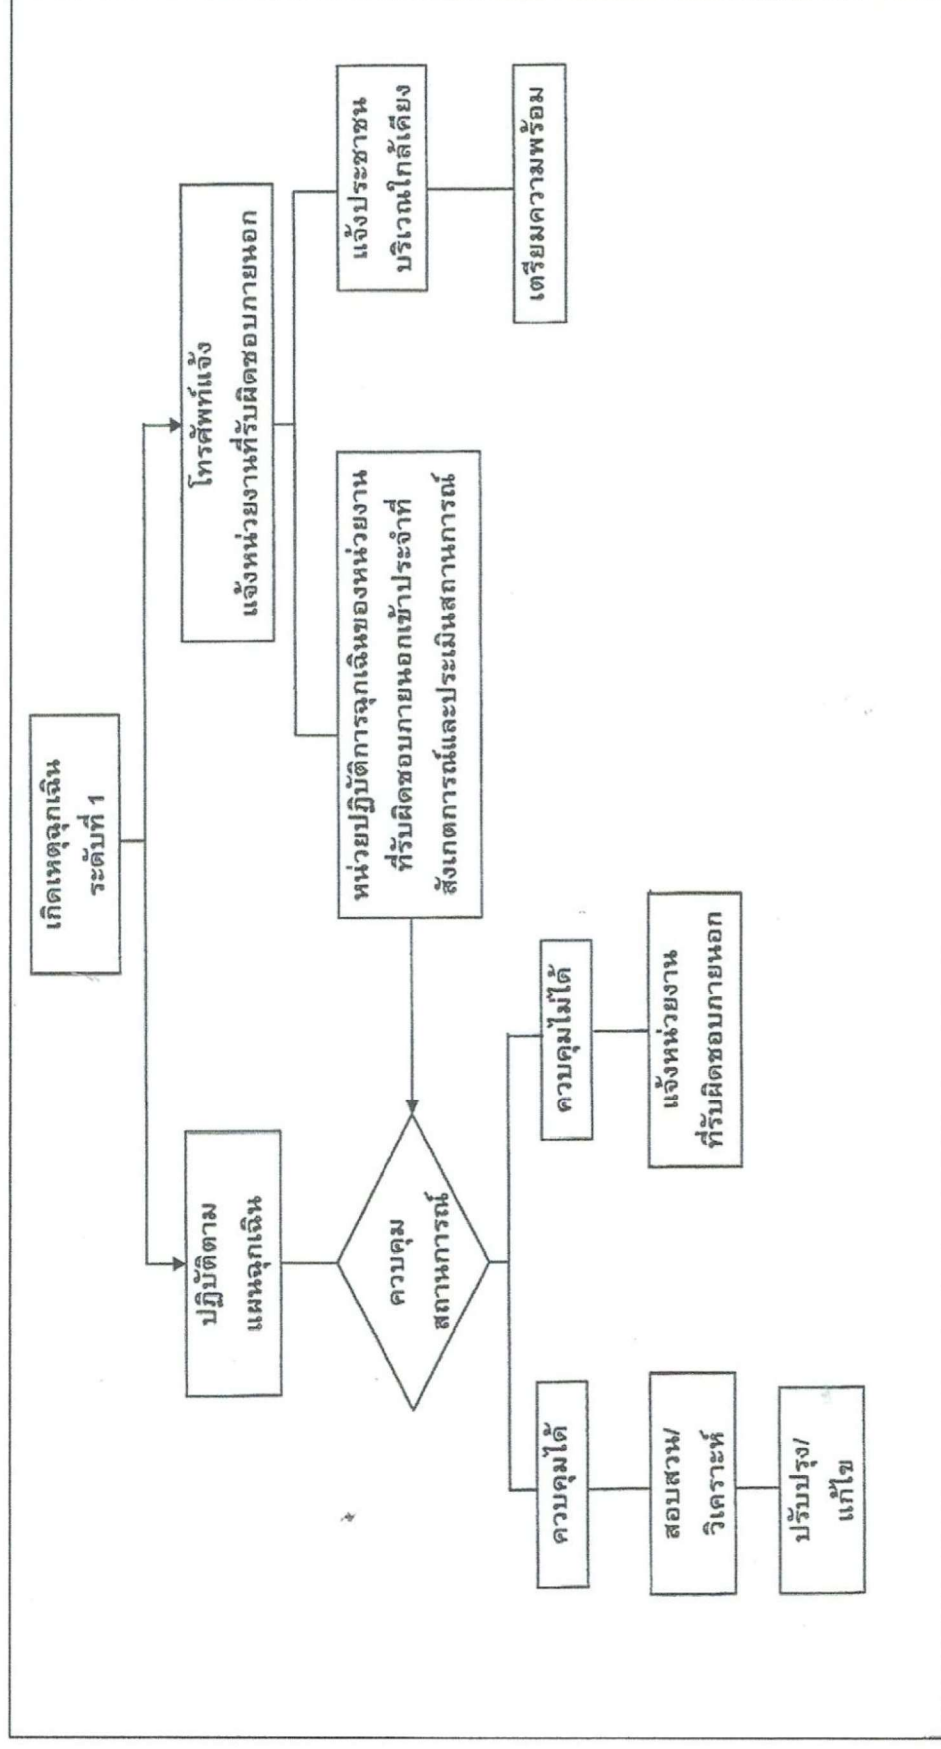 เกิดเหตุฉุกเฉิน
ระดับที่ 1
ปฏิบัติตาม
แผนฉุกเฉิน
โทรศัพท์แจ้ง
แจ้งหน่วยงานที่รับผิดชอบภายนอก
ควบคุม
สถานการณ์
หน่วยปฏิบัติการฉุกเฉินของหน่วยงาน
ที่รับผิดชอบภายนอกเข้าประจำที่
สังเกตการณ์และประเมินสถานการณ์
แจ้งประชาชน
บริเวณใกล้เคียง
เตรียมความพร้อม
ควบคุมได้
ควบคุมไม่ได้
สอบสวน/
วิเคราะห์
แจ้งหน่วยงาน
ที่รับผิดชอบภายนอก
ปรับปรุง/
แก้ไข